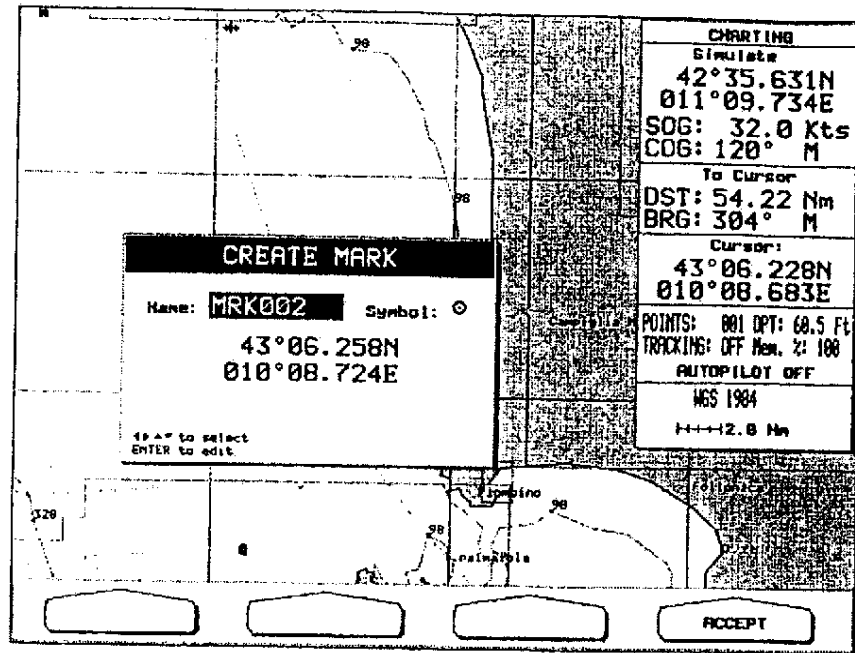 98
98
CREATE MARK
Name: MRK002 Symbol:
43°06.258N
010°08.724E
to select
ENTER to edit
Piombino
98
98
320
CHARTING
Simulate
42°35.631N
011°09.734E
SOG: 32.0 Kts
COG: 120° M
To Cursor
DST: 54.22 Nm
BRG: 304° M
Cursor:
43°06.228N
010°08.683E
POINTS: 001 DPT: 60.5 Ft
TRACKING: OFF Mem. %: 100
AUTOPILOT OFF
WGS 1984
2.0 Nm
ACCEPT